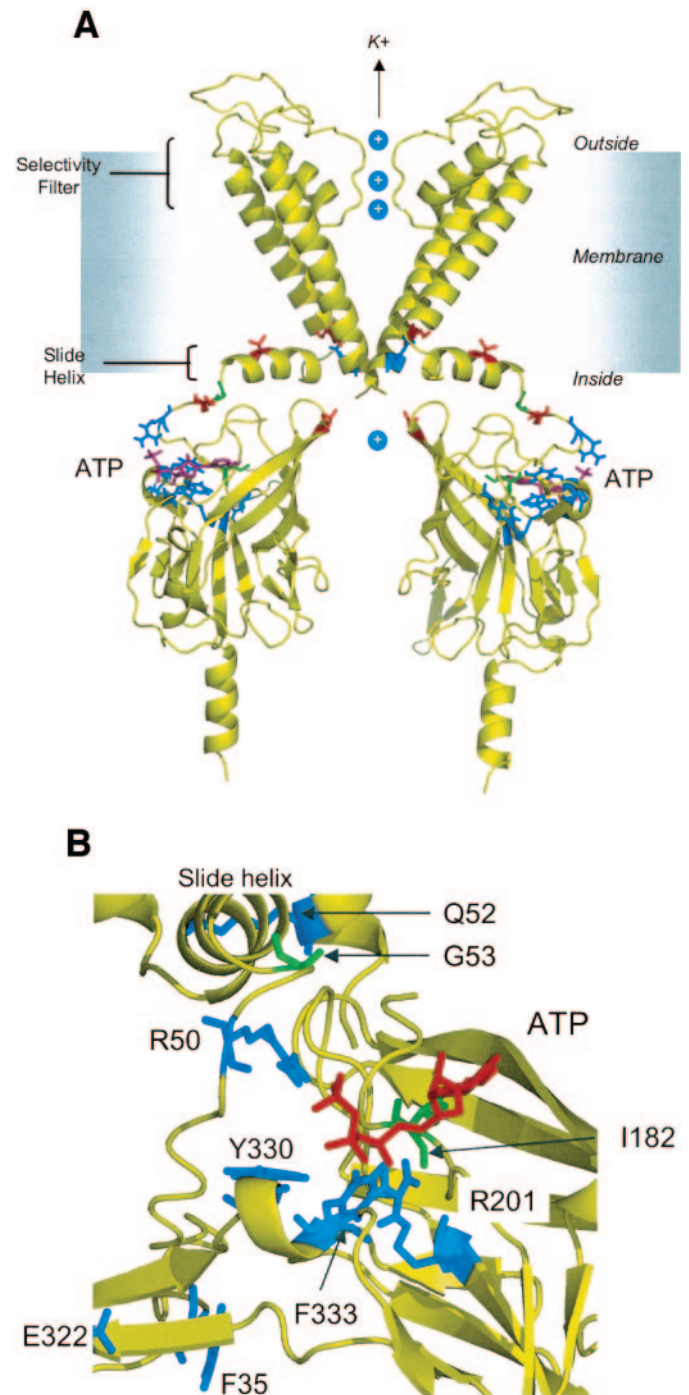 A
K+
Outside
Selectivity
Filter
Membrane
Slide
Helix
Inside
ATP
ATP
B
Slide helix
Q52
G53
ATP
R50
I182
Y330
R201
F333
E322
F35